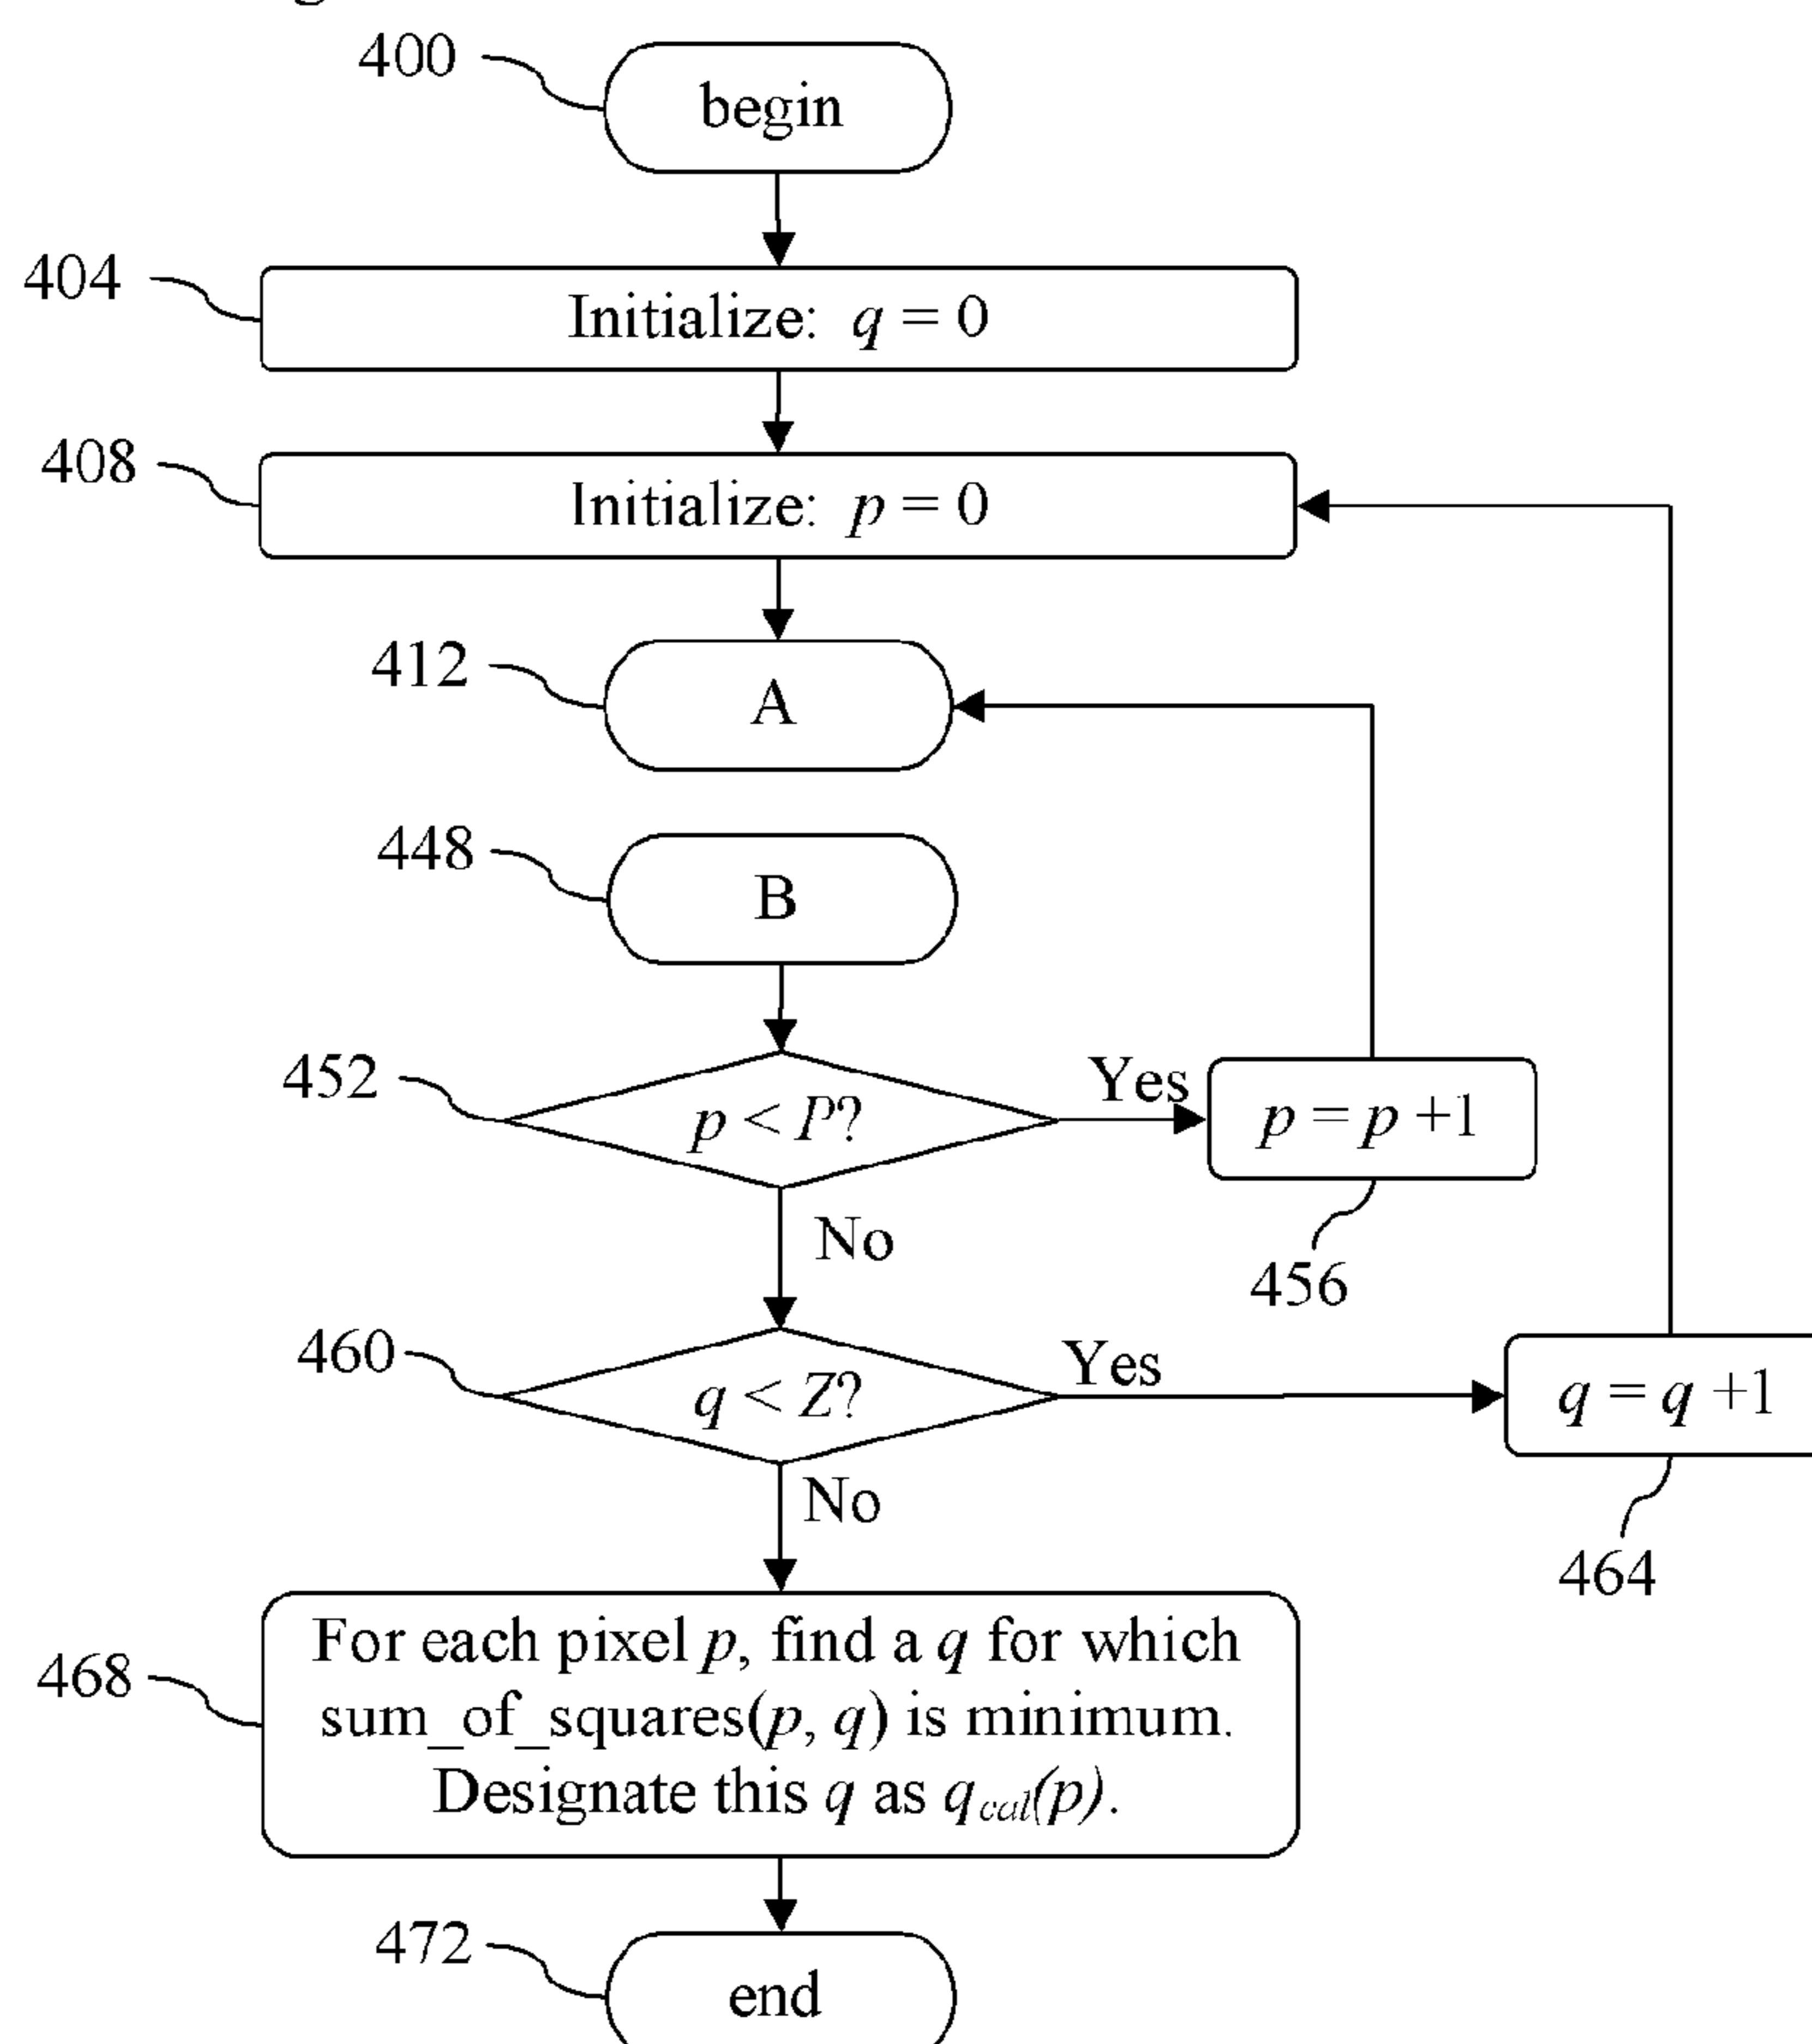 400
begin
404
Initialize: q = 0
408
Initialize: p = 0
412
A
448
B
452
p < P?
Yes
p = p +1
No
456
460
q < Z?
Yes
q = q +1
No
464
468
For each pixel p, find a q for which
sum_of_squares(p, q) is minimum.
Designate this q as qcal(p).
472
end